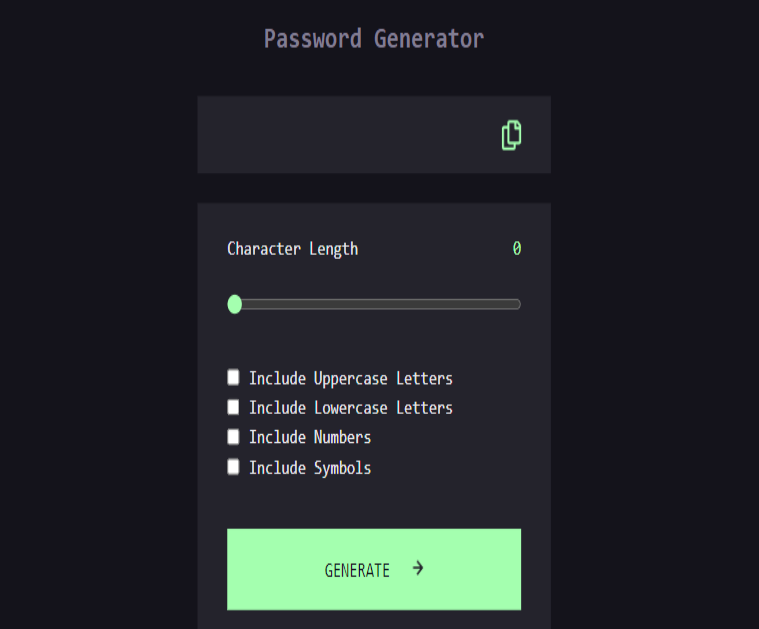 Password Generator
Character Length 0
Include Uppercase Letters
Include Lowercase Letters
Include Numbers
Include Symbols
GENERATE →